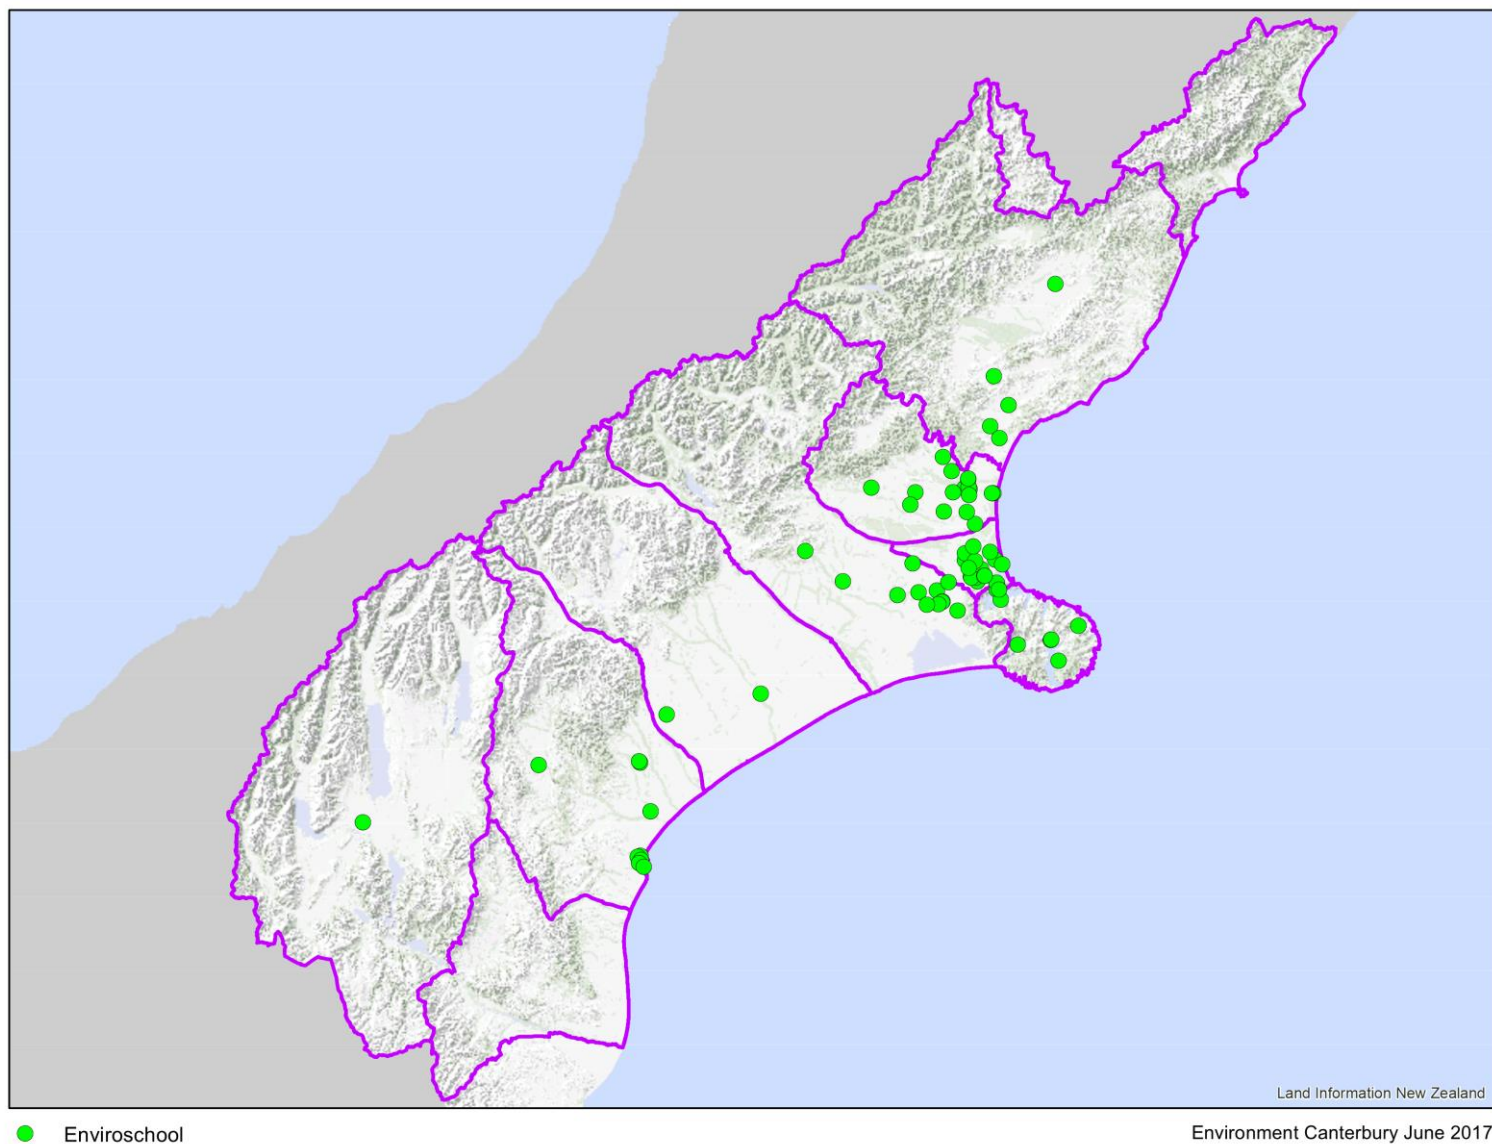 Land Information New Zealand
Enviroschool
Environment Canterbury June 2017